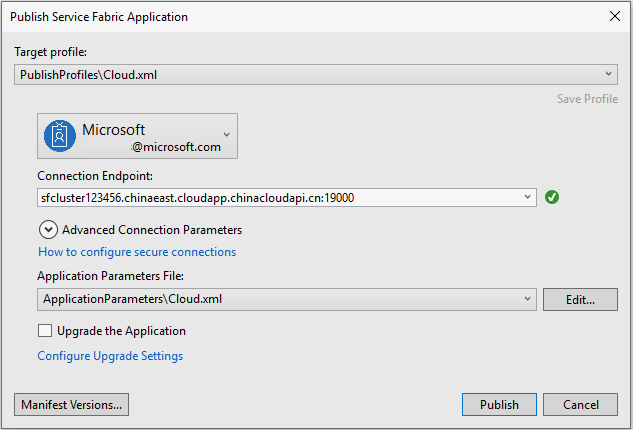 Publish Service Fabric Application
Target profile:
PublishProfiles\Cloud.xml
Save Profile
Microsoft
@microsoft.com
Connection Endpoint:
sfcluster123456.chinaeast.cloudapp.chinacloudapi.cn:19000
Advanced Connection Parameters
How to configure secure connections
Application Parameters File:
ApplicationParameters\Cloud.xml
Edit...
Upgrade the Application
Configure Upgrade Settings
Manifest Versions...
Publish
Cancel